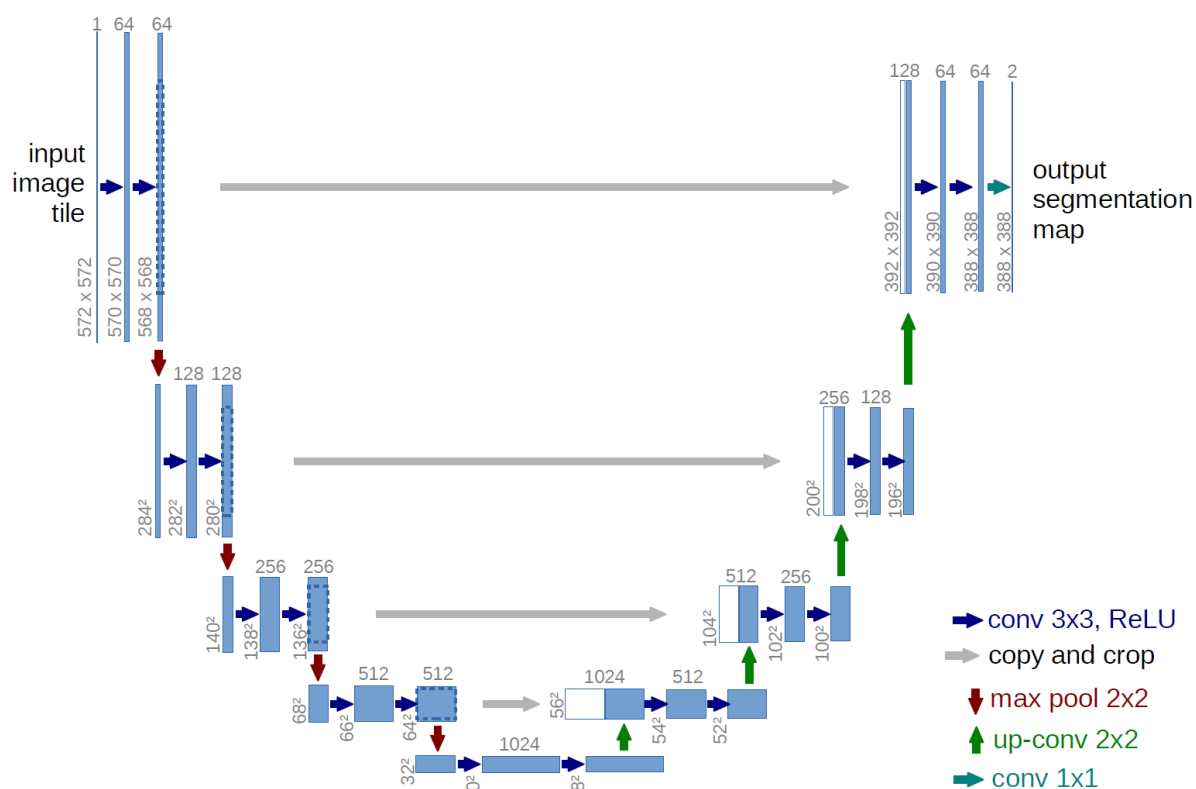 1 64 64
input
image
tile
572 x 572
570 x 570
568 x 568
128 64 64 2
392 x 392
390 x 390
388 x 388
388 x 388
output
segmentation
map
128 128
284²
282²
280²
256 128
200²
198²
196²
256 256
140²
138²
136²
512 256
104²
102²
100²
512 512
68²
66²
64²
1024 512
56²
54²
52²
1024
32²
conv 3x3, ReLU
copy and crop
max pool 2x2
up-conv 2x2
conv 1x1